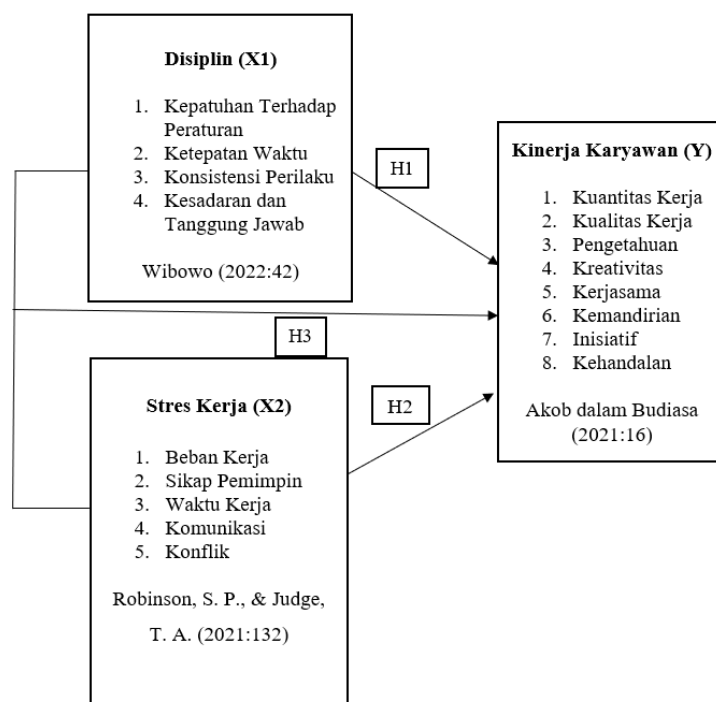 Disiplin (X1)
1. Kepatuhan Terhadap
Peraturan
2. Ketepatan Waktu
3. Konsistensi Perilaku
4. Kesadaran dan
Tanggung Jawab
Wibowo (2022:42)
H1
Kinerja Karyawan (Y)
1. Kuantitas Kerja
2. Kualitas Kerja
3. Pengetahuan
4. Kreativitas
5. Kerjasama
6. Kemandirian
7. Inisiatif
8. Kehandalan
Akob dalam Budiasa
(2021:16)
H3
Stres Kerja (X2)
1. Beban Kerja
2. Sikap Pemimpin
3. Waktu Kerja
4. Komunikasi
5. Konflik
Robinson, S. P., & Judge,
T. A. (2021:132)
H2